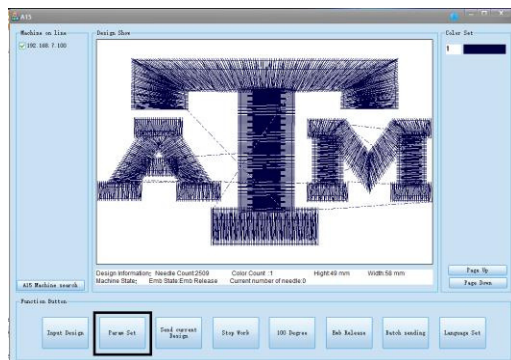 A15
Machine on line
192.168.7.100
Design Show
Color Set
1
A T M
Design Information: Needle Count:2509 Color Count :1 Hight:49 mm Width:58 mm
Machine State: Emb State:Emb Release Current number of needle:0
A15 Machine search
Page Up
Page Down
Function Button
Input Design
Param Set
Send current Design
Stop Work
100 Degree
Emb Release
Batch sending
Language Set